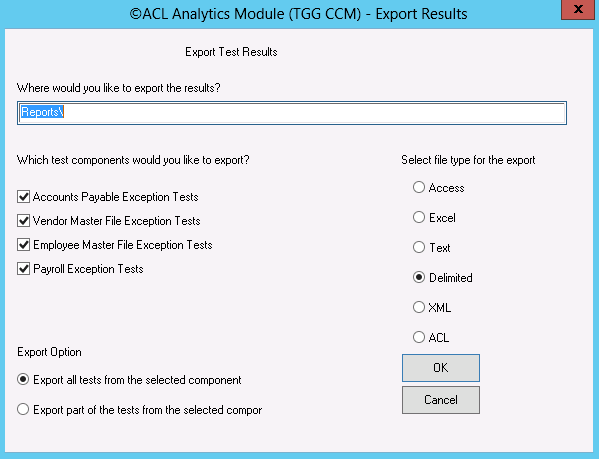 ©ACL Analytics Module (TGG CCM) - Export Results
x
Export Test Results
Where would you like to export the results?
Reports\
Which test components would you like to export?
Accounts Payable Exception Tests
Vendor Master File Exception Tests
Employee Master File Exception Tests
Payroll Exception Tests
Select file type for the export
Access
Excel
Text
Delimited
XML
ACL
Export Option
Export all tests from the selected component
Export part of the tests from the selected compor
OK
Cancel